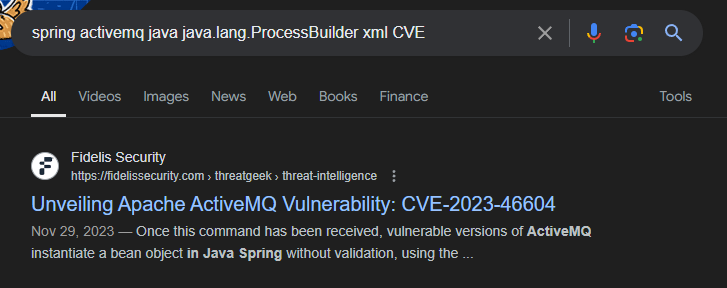 spring activemq java java.lang.ProcessBuilder xml CVE
All Videos Images News Web Books Finance Tools
Fidelis Security
https://fidelissecurity.com › threatgeek › threat-intelligence
Unveiling Apache ActiveMQ Vulnerability: CVE-2023-46604
Nov 29, 2023 — Once this command has been received, vulnerable versions of ActiveMQ
instantiate a bean object in Java Spring without validation, using the ...